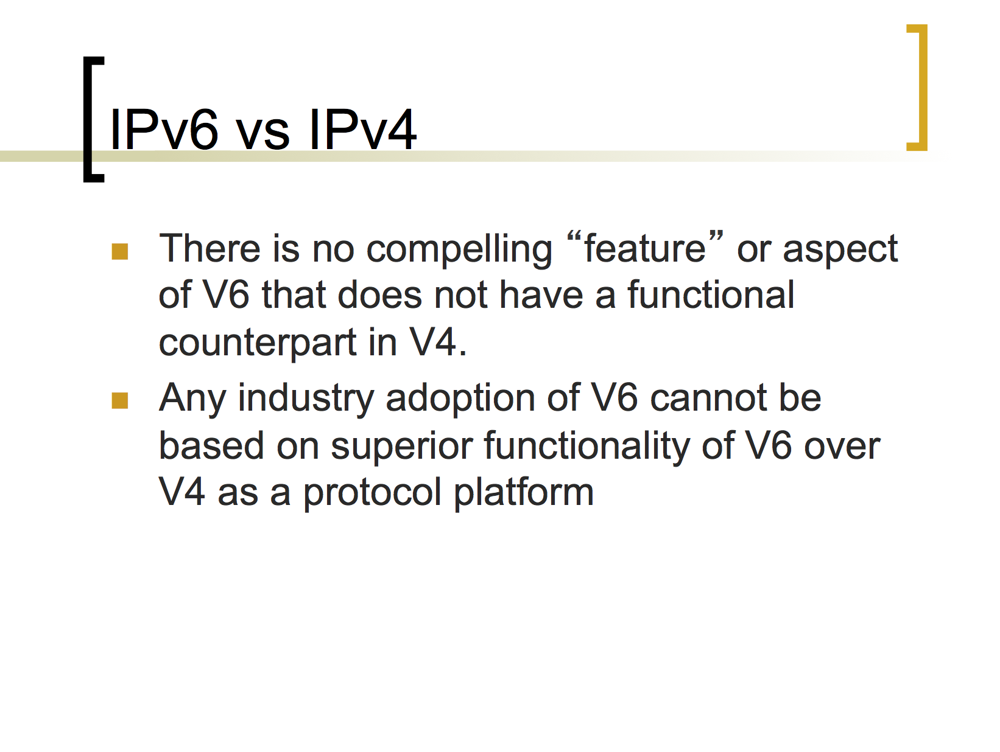 IPv6 vs IPv4
There is no compelling “feature” or aspect
of V6 that does not have a functional
counterpart in V4.
Any industry adoption of V6 cannot be
based on superior functionality of V6 over
V4 as a protocol platform